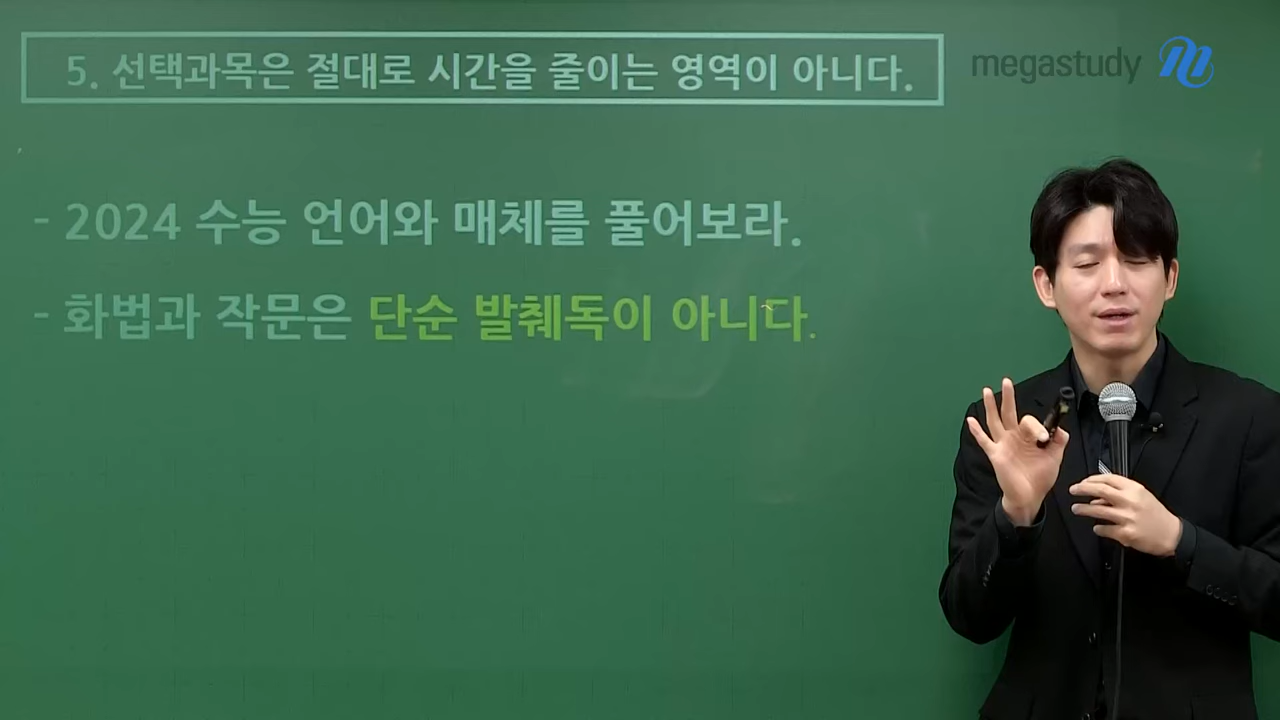 5. 선택과목은 절대로 시간을 줄이는 영역이 아니다.
megastudy
- 2024 수능 언어와 매체를 풀어보라.
- 화법과 작문은 단순 발췌독이 아니다.